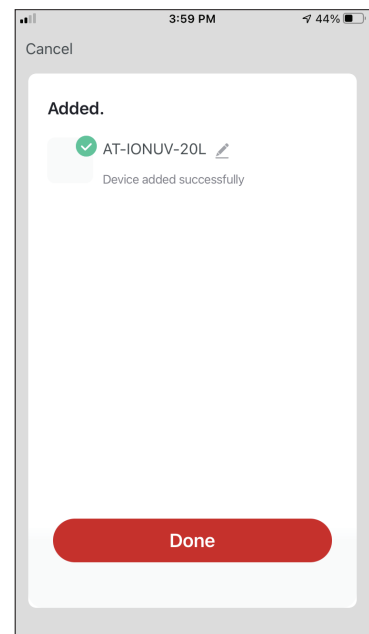 3:59 PM 44%
Cancel
Added.
AT-IONUV-20L
Device added successfully
Done